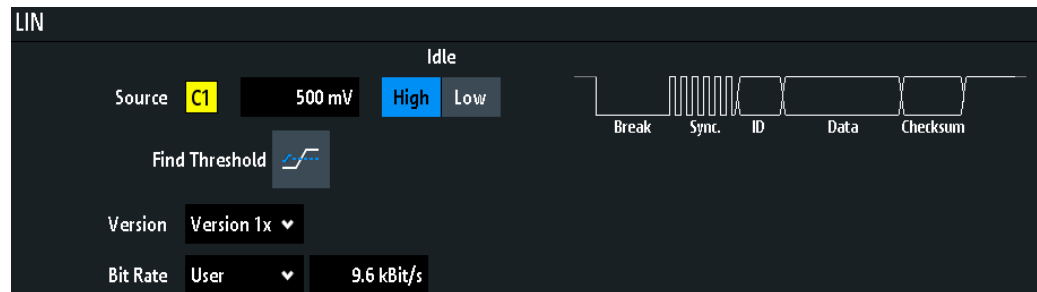 LIN
Idle
Source C1 500 mV High Low
Break Sync. ID Data Checksum
Find Threshold
Version Version 1x
Bit Rate User 9.6 kBit/s